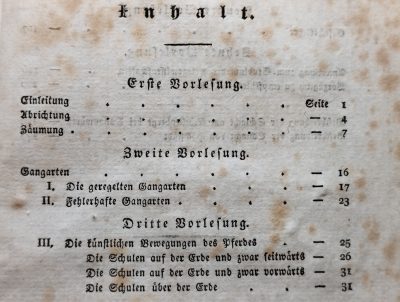 Inhalt.
Erste Vorlesung.
Einleitung . . . . . . Seite 1
Abrichtung . . . . . . — 4
Zäumung . . . . . . — 7
Zweite Vorlesung.
Gangarten . . . . . . — 16
I. Die geregelten Gangarten . . . . — 17
II. Fehlerhafte Gangarten . . . . — 23
Dritte Vorlesung.
III. Die künstlichen Bewegungen des Pferdes . . — 25
Die Schulen auf der Erde und zwar seitwärts — 26
Die Schulen auf der Erde und zwar vorwärts — 31
Die Schulen über der Erde . . . — 31